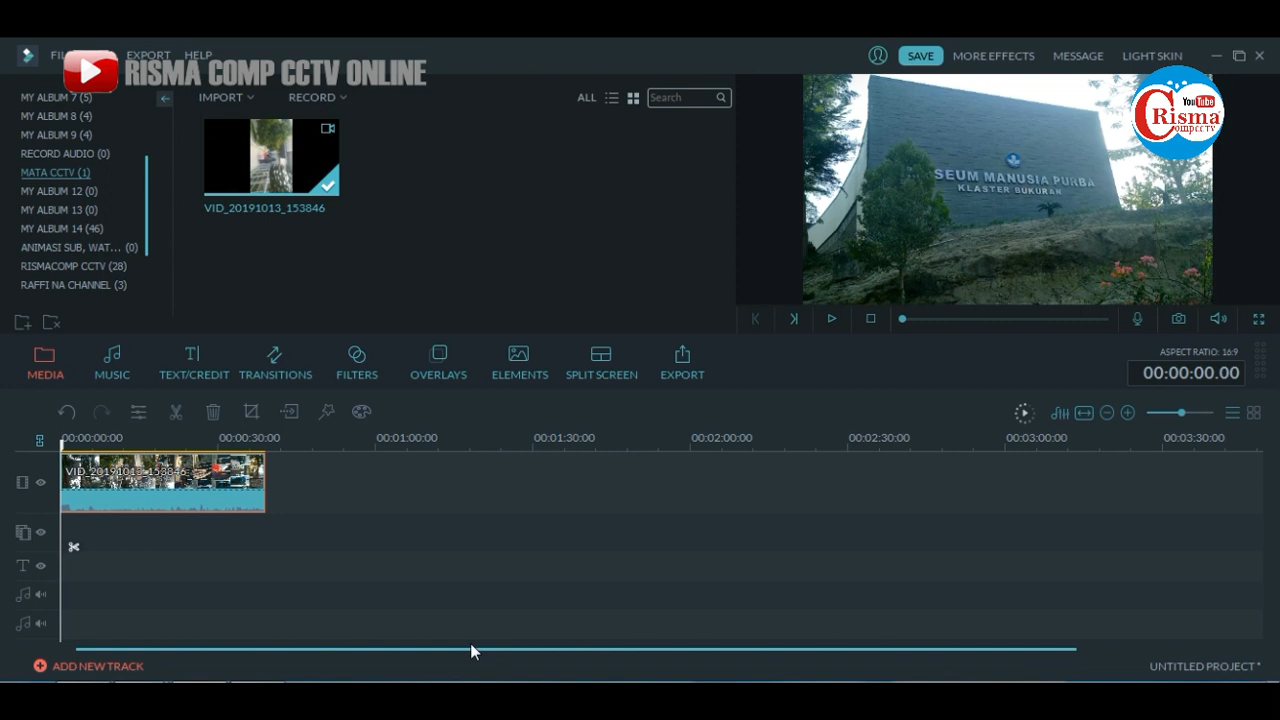 EXPORT HELP
SAVE MORE EFFECTS MESSAGE LIGHT SKIN
RISMA COMP CCTV ONLINE
You Tube
Risma
Comp CCTV
MY ALBUM 7 (5)
MY ALBUM 8 (4)
MY ALBUM 9 (4)
RECORD AUDIO (0)
MATA CCTV (1)
MY ALBUM 12 (0)
MY ALBUM 13 (0)
MY ALBUM 14 (46)
ANIMASI SUB, WAT... (0)
RISMACOMP CCTV (28)
RAFFI NA CHANNEL (3)
IMPORT RECORD ALL Search
VID_20191013_153846
SEUM MANUSIA PURBA
KLASTER BUKURAN
MEDIA MUSIC TEXT/CREDIT TRANSITIONS FILTERS OVERLAYS ELEMENTS SPLIT SCREEN EXPORT
ASPECT RATIO: 16:9
00:00:00.00
00:00:00:00 00:00:30:00 00:01:00:00 00:01:30:00 00:02:00:00 00:02:30:00 00:03:00:00 00:03:30:00
VID_20191013_153846
ADD NEW TRACK
UNTITLED PROJECT *